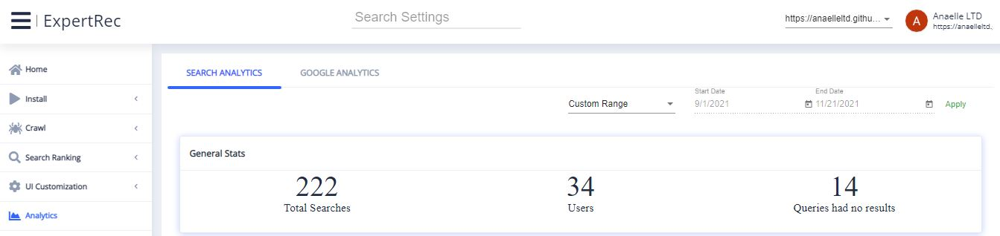 ExpertRec
Search Settings
https://anaelleltd.githu...
A
Anaelle LTD
https://anaelleltd.
Home
Install
Crawl
Search Ranking
UI Customization
Analytics
SEARCH ANALYTICS
GOOGLE ANALYTICS
Custom Range
Start Date
9/1/2021
End Date
11/21/2021
Apply
General Stats
222
Total Searches
34
Users
14
Queries had no results